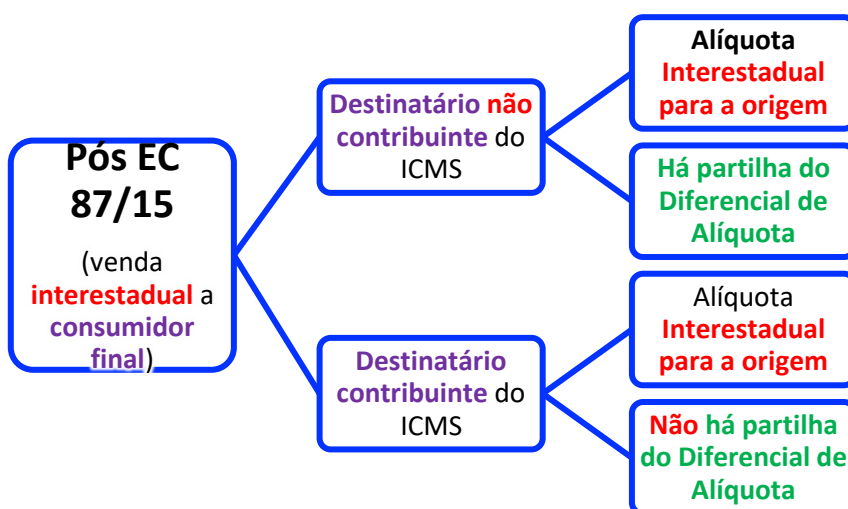 Pós EC
87/15
(venda
interestadual a
consumidor
final)
Destinatário não
contribuinte do
ICMS
Alíquota
Interestadual
para a origem
Há partilha do
Diferencial de
Alíquota
Destinatário
contribuinte do
ICMS
Alíquota
Interestadual
para a origem
Não há partilha
do Diferencial de
Alíquota